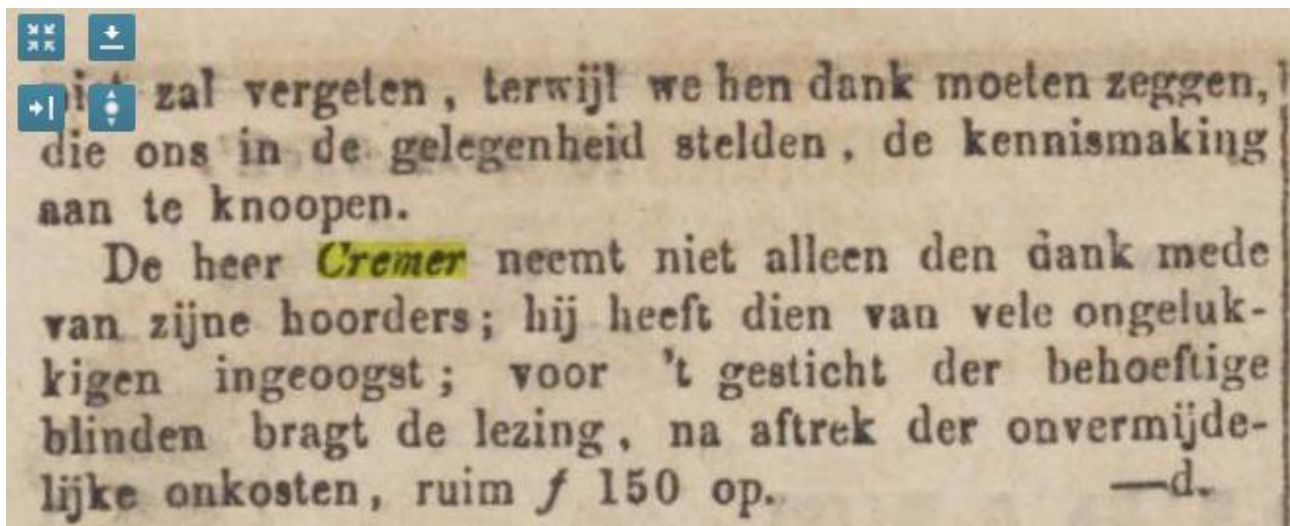 niet zal vergeten, terwijl we hen dank moeten zeggen,
die ons in de gelegenheid stelden, de kennismaking
aan te knoopen.
De heer Cremer neemt niet alleen den dank mede
van zijne hoorders; hij heeft dien van vele ongeluk-
kigen ingeoogst; voor 't gesticht der behoeftige
blinden bragt de lezing, na aftrek der onvermijde-
lijke onkosten, ruim ƒ 150 op. —d.